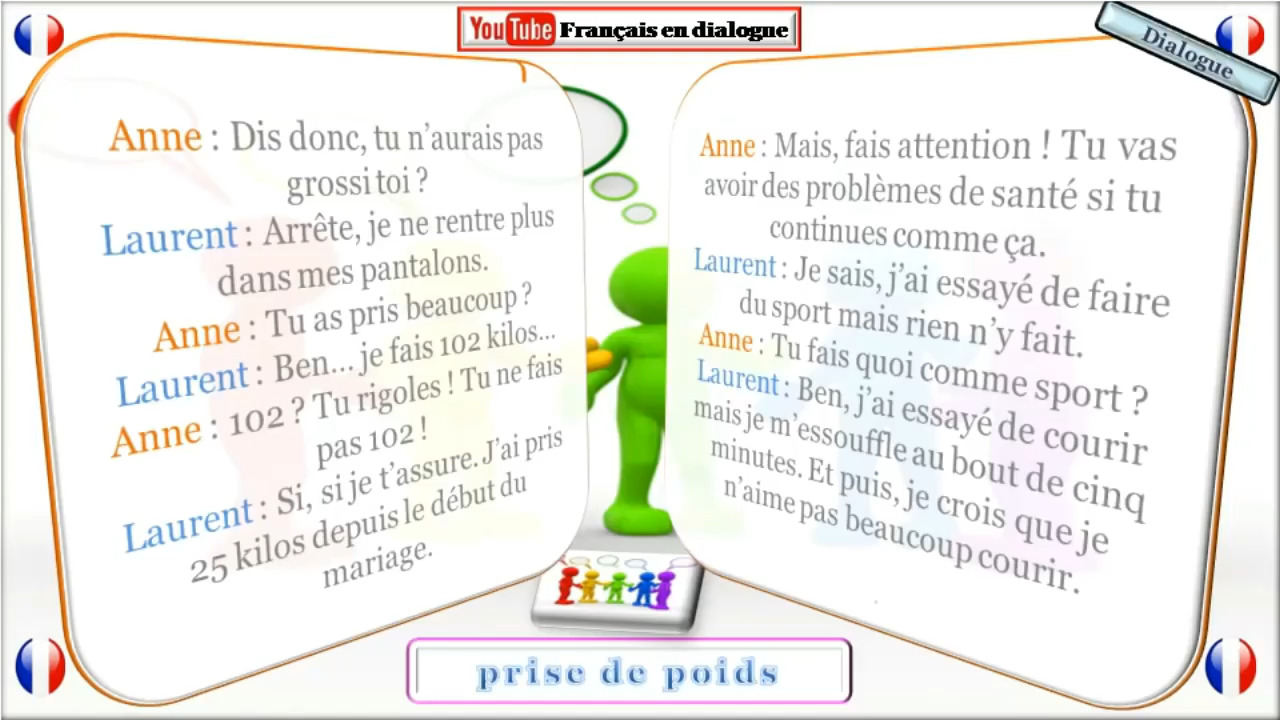 YouTube Français en dialogue
Dialogue
Anne : Dis donc, tu n’aurais pas
grossi toi ?
Laurent : Arrête, je ne rentre plus
dans mes pantalons.
Anne : Tu as pris beaucoup ?
Laurent : Ben... je fais 102 kilos...
Anne : 102 ? Tu rigoles ! Tu ne fais
pas 102 !
Laurent : Si, si je t’assure. J’ai pris
25 kilos depuis le début du
mariage.
Anne : Mais, fais attention ! Tu vas
avoir des problèmes de santé si tu
continues comme ça.
Laurent : Je sais, j’ai essayé de faire
du sport mais rien n’y fait.
Anne : Tu fais quoi comme sport ?
Laurent : Ben, j’ai essayé de courir
mais je m’essouffle au bout de cinq
minutes. Et puis, je crois que je
n’aime pas beaucoup courir.
prise de poids